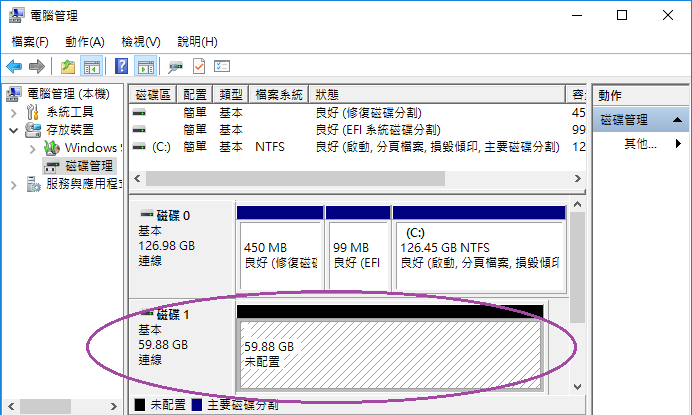 電腦管理
檔案(F) 動作(A) 檢視(V) 說明(H)
電腦管理 (本機)
系統工具
存放裝置
Windows S
磁碟管理
服務與應用程式
磁碟區 配置 類型 檔案系統 狀態 容量
簡單 基本 良好 (修復磁碟分割) 45
簡單 基本 良好 (EFI 系統磁碟分割) 99
(C:) 簡單 基本 NTFS 良好 (啟動, 分頁檔案, 損毀傾印, 主要磁碟分割) 12
磁碟 0
基本
126.98 GB
連線
450 MB
良好 (修復磁碟
99 MB
良好 (EFI
(C:)
126.45 GB NTFS
良好 (啟動, 分頁檔案, 損毀傾印
磁碟 1
基本
59.88 GB
連線
59.88 GB
未配置
未配置 主要磁碟分割
動作
磁碟管理
其他...